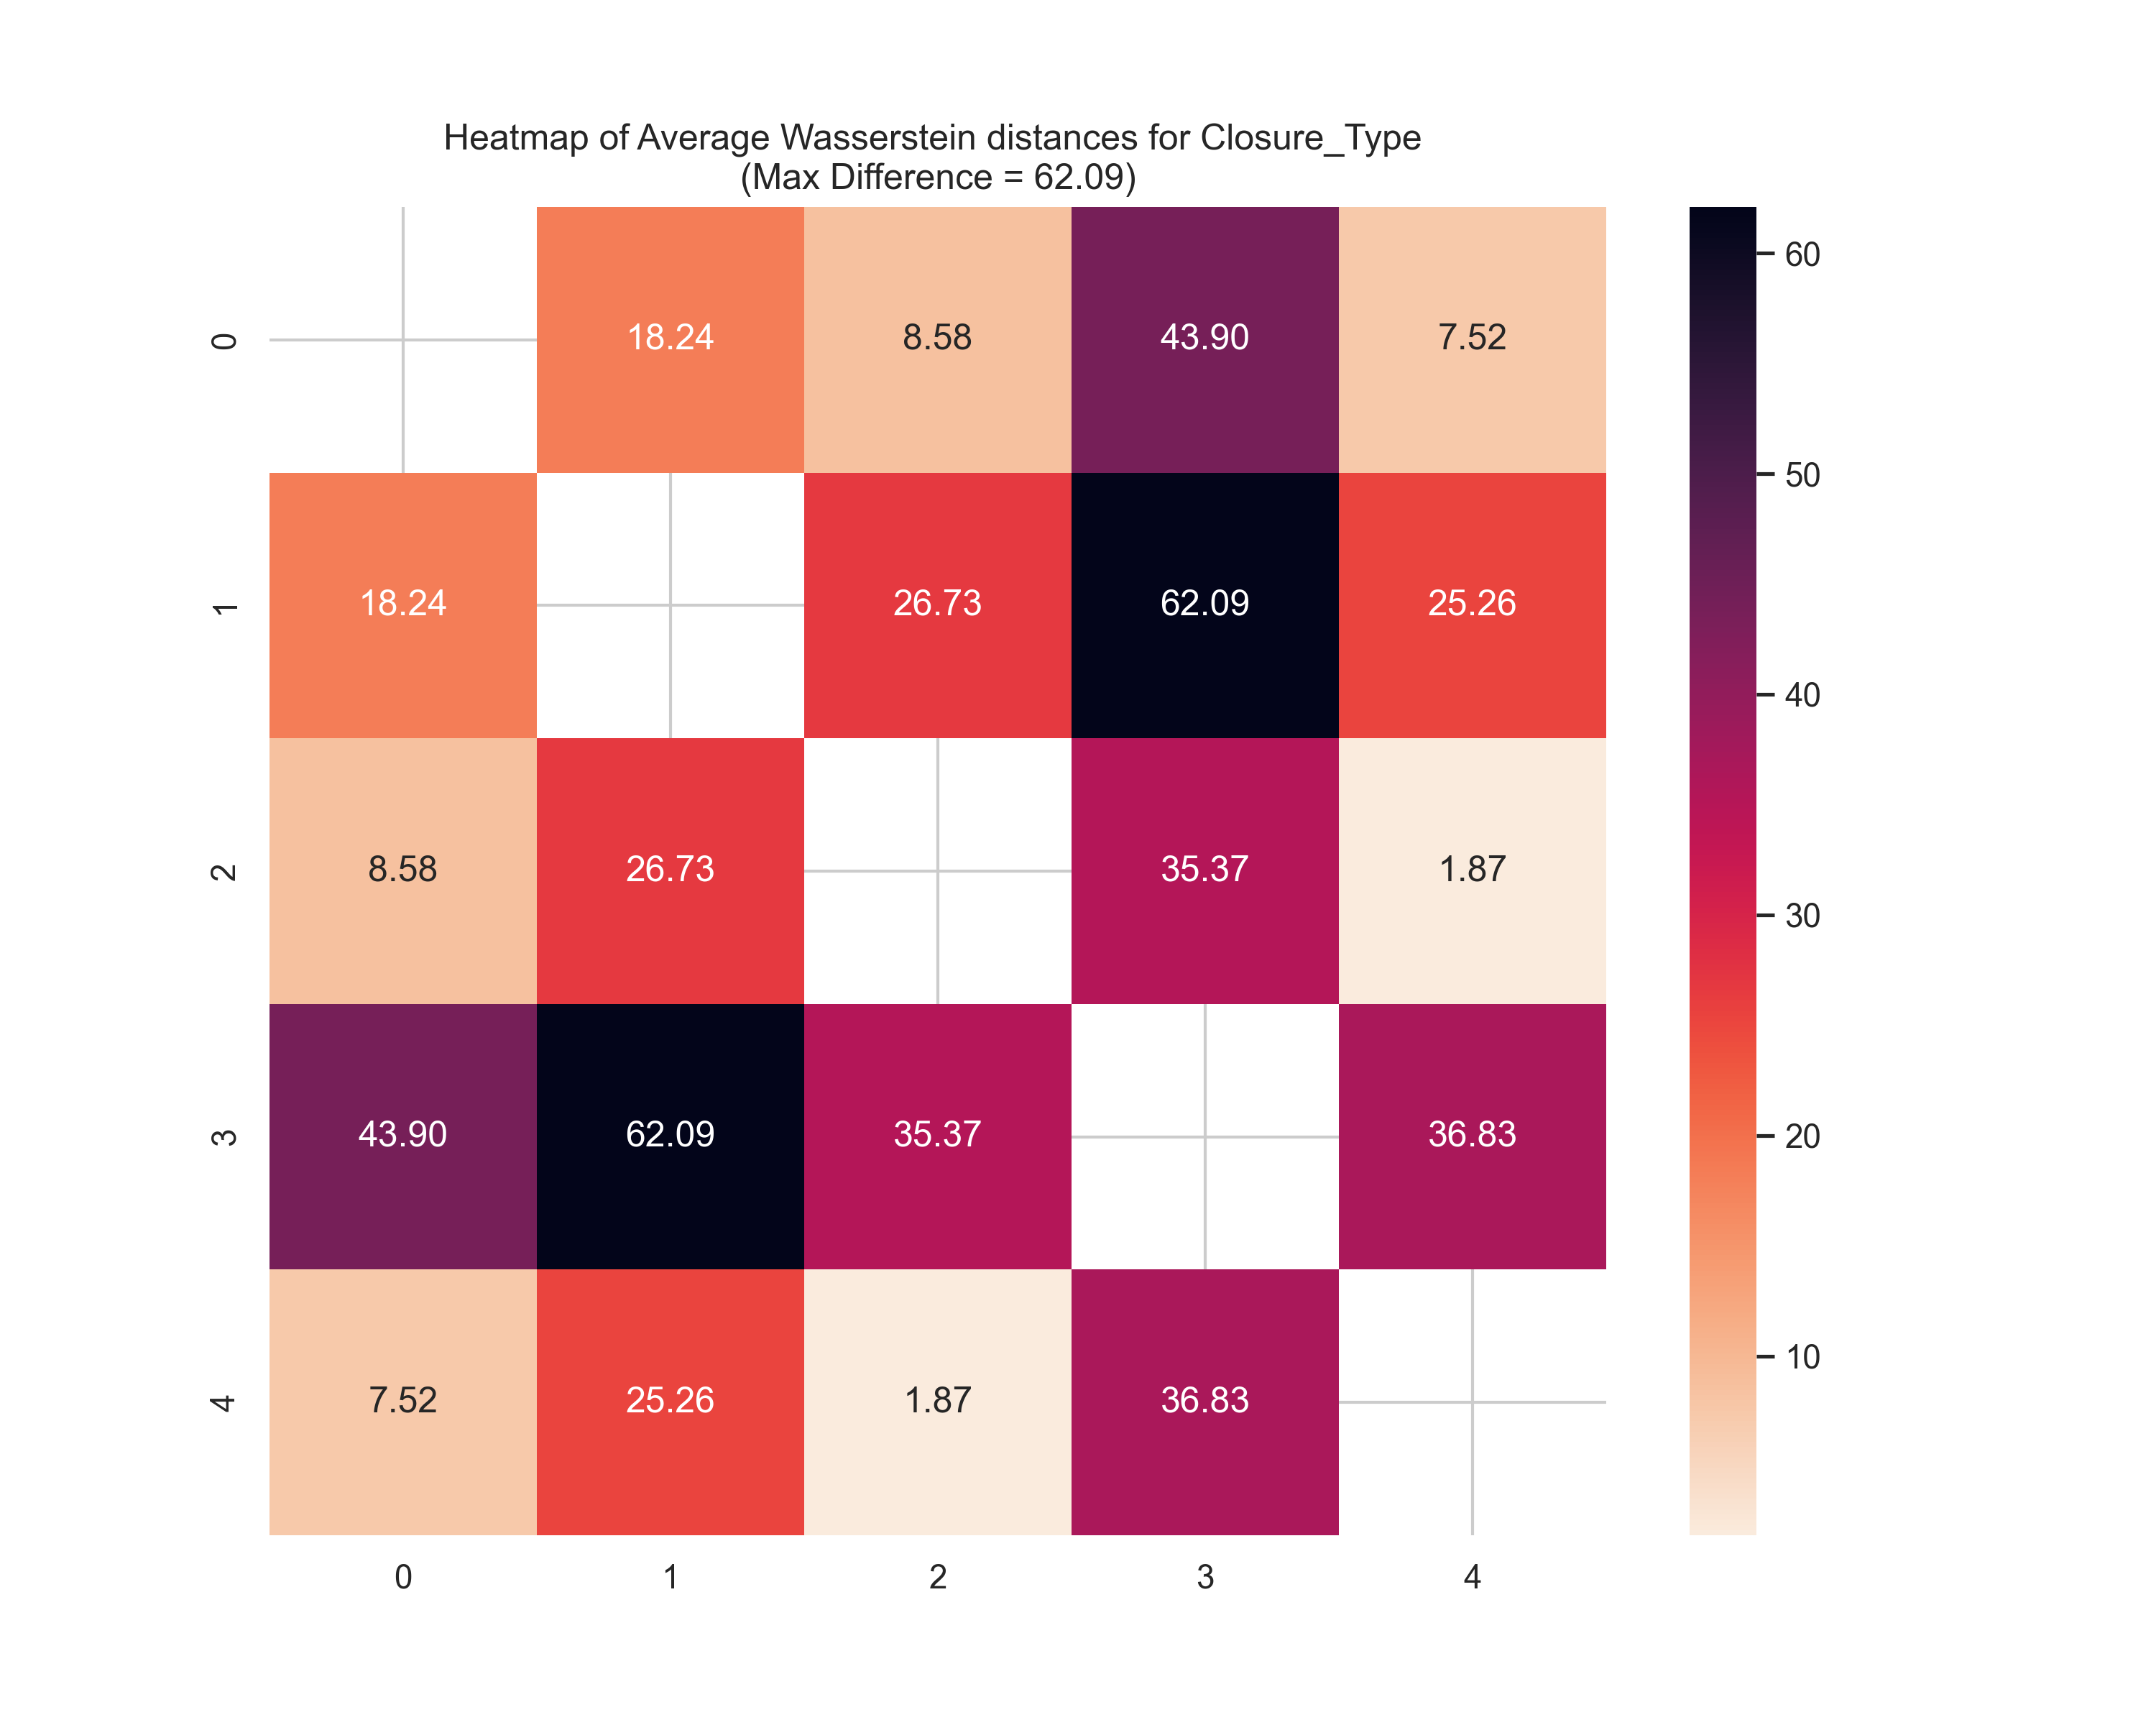 Heatmap of Average Wasserstein distances for Closure_Type
(Max Difference = 62.09)
0 18.24 8.58 43.90 7.52
1 18.24 26.73 62.09 25.26
2 8.58 26.73 35.37 1.87
3 43.90 62.09 35.37 36.83
4 7.52 25.26 1.87 36.83
0 1 2 3 4
60
50
40
30
20
10